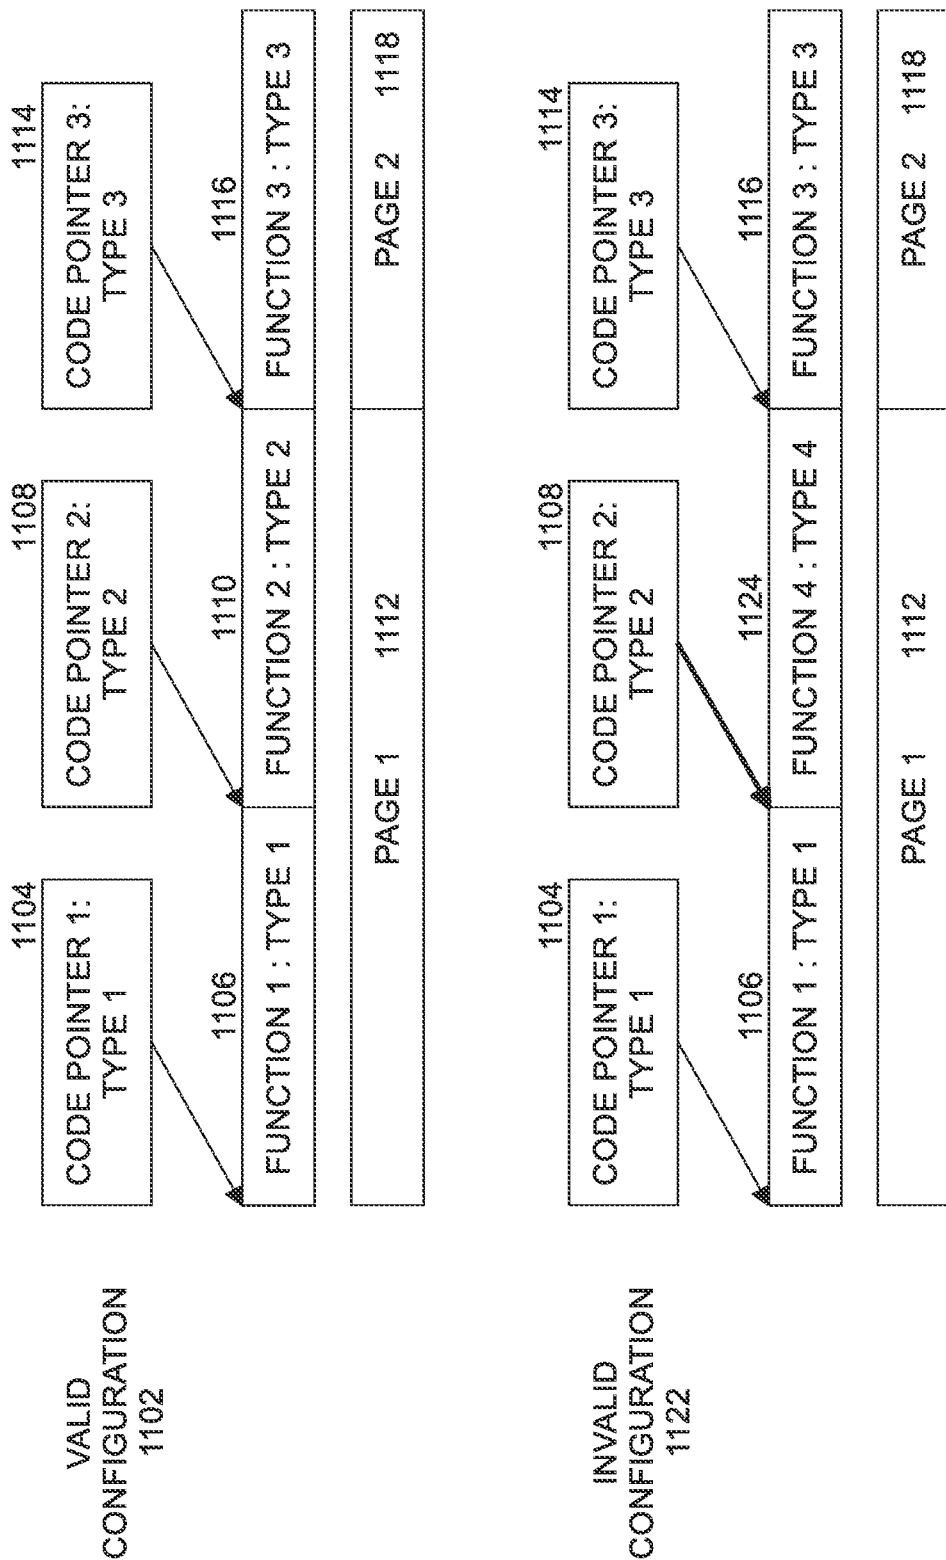 VALID
CONFIGURATION
1102
1104
CODE POINTER 1:
TYPE 1
1108
CODE POINTER 2:
TYPE 2
1114
CODE POINTER 3:
TYPE 3
1106
1110
1116
FUNCTION 1 : TYPE 1
FUNCTION 2 : TYPE 2
FUNCTION 3 : TYPE 3
PAGE 1 1112
PAGE 2 1118
INVALID
CONFIGURATION
1122
1104
CODE POINTER 1:
TYPE 1
1108
CODE POINTER 2:
TYPE 2
1114
CODE POINTER 3:
TYPE 3
1106
1124
1116
FUNCTION 1 : TYPE 1
FUNCTION 4 : TYPE 4
FUNCTION 3 : TYPE 3
PAGE 1 1112
PAGE 2 1118